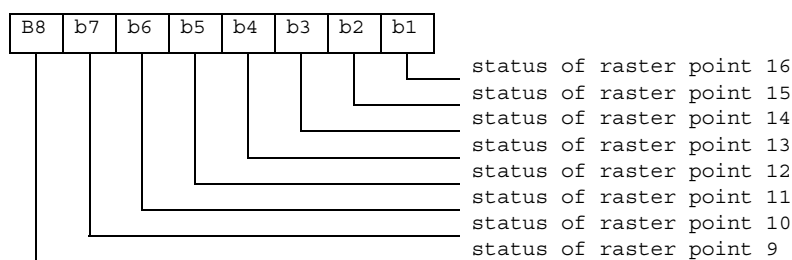 B8 b7 b6 b5 b4 b3 b2 b1
status of raster point 16
status of raster point 15
status of raster point 14
status of raster point 13
status of raster point 12
status of raster point 11
status of raster point 10
status of raster point 9